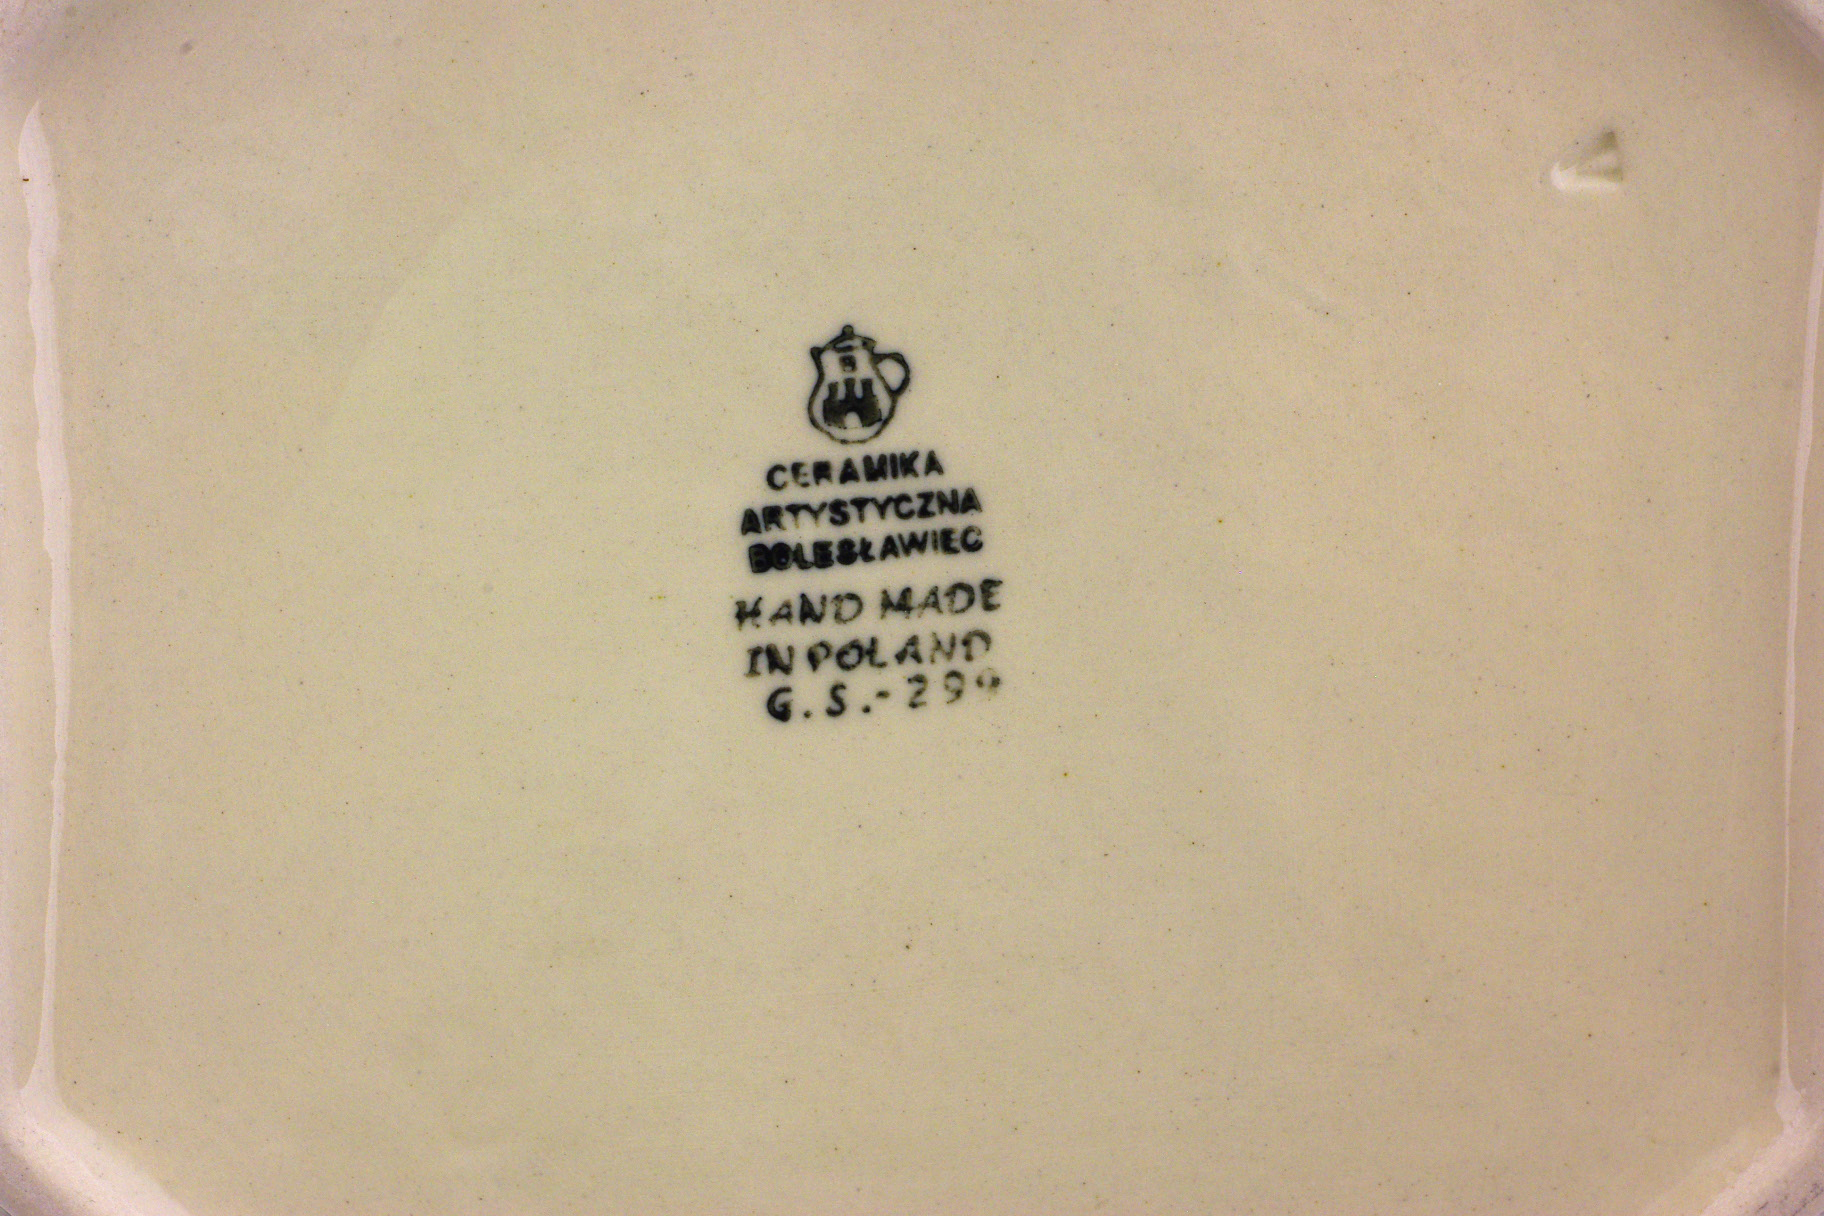 CERAMIKA
ARTYSTYCZNA
BOLESŁAWIEC
HAND MADE
IN POLAND
G.S.-299